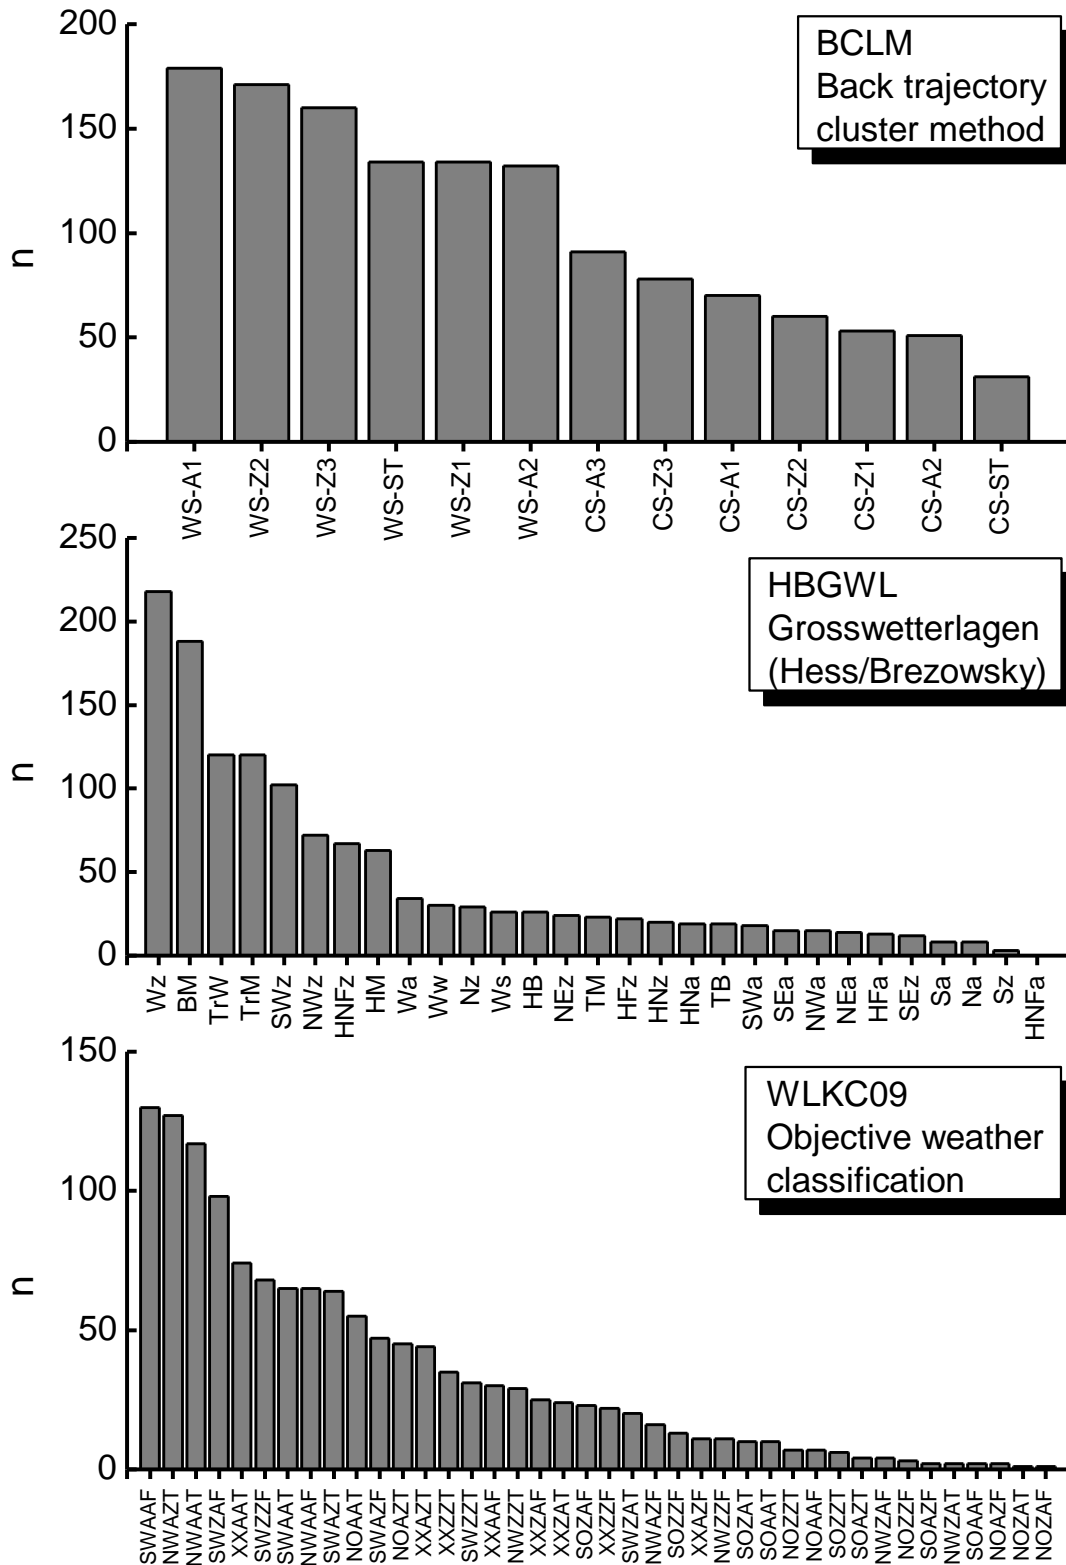 BCLM
Back trajectory
cluster method
n
200
150
100
50
0
WS-A1 WS-Z2 WS-Z3 WS-ST WS-Z1 WS-A2 CS-A3 CS-Z3 CS-A1 CS-Z2 CS-Z1 CS-A2 CS-ST
HBGWL
Grosswetterlagen
(Hess/Brezowsky)
n
250
200
150
100
50
0
Wz BM TrW TrM SWz NWz HNFz HM Wa Ww Nz Ws HB NEz TM HFz HNz HNa TB SWa SEa NWa NEa HFa SEz Sa Na Sz HNFa
WLKC09
Objective weather
classification
n
150
100
50
0
SWAAF NWAZT NWAAT SWZAF XXAAT SWZZF SWAAT NWAAF SWAZT NOAAT SWAZF NOAZT XXAZT XXZZT SWZZT XXAAF NWZZT XXZAF XXZAT SOZAF XXZZF SWZAT NWAZF SOZZF XXAZF NWZZF SOZAT SOAAT NOZZT NOAAF SOZZT SOAZT NWZAF NOZZF SOAZF NWZAT SOAAF NOAZF NOZAT NOZAF